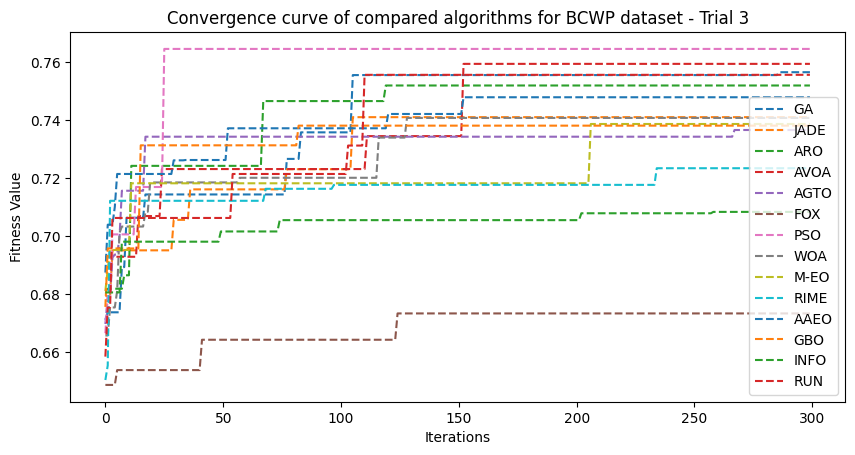 Convergence curve of compared algorithms for BCWP dataset - Trial 3
Fitness Value
0.76
0.74
0.72
0.70
0.68
0.66
GA
JADE
ARO
AVOA
AGTO
FOX
PSO
WOA
M-EO
RIME
AAEO
GBO
INFO
RUN
0
50
100
150
200
250
300
Iterations